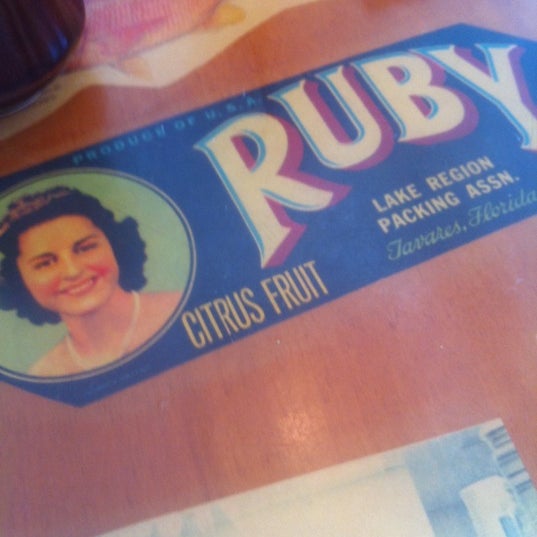 PRODUCE OF U.S.A.
RUBY
LAKE REGION
PACKING ASSN.
Tavares, Florida
CITRUS FRUIT